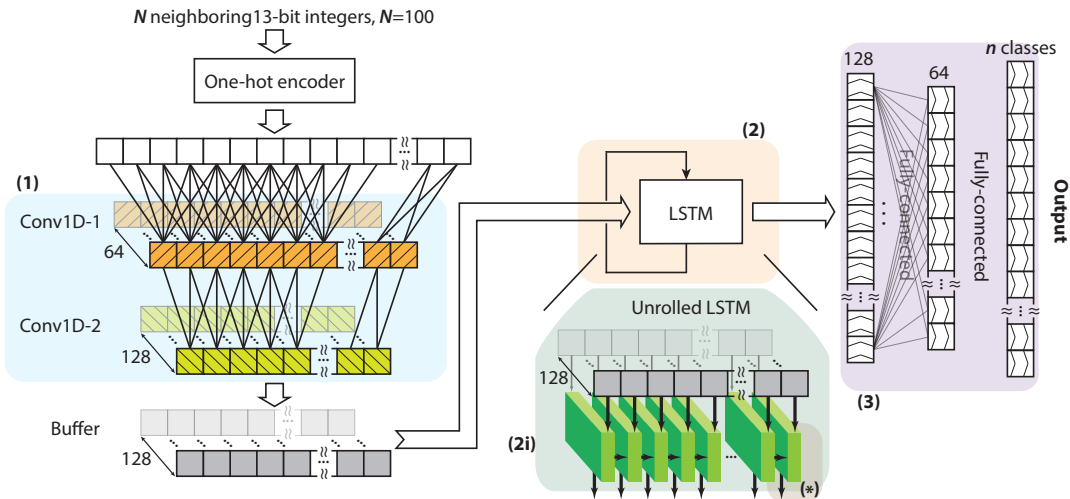 N neighboring13-bit integers, N=100
One-hot encoder
(1)
Conv1D-1
64
Conv1D-2
128
Buffer
128
(2)
LSTM
Unrolled LSTM
128
(2i)
(*)
128
64
n classes
Fully-connected
Fully-connected
Output
(3)